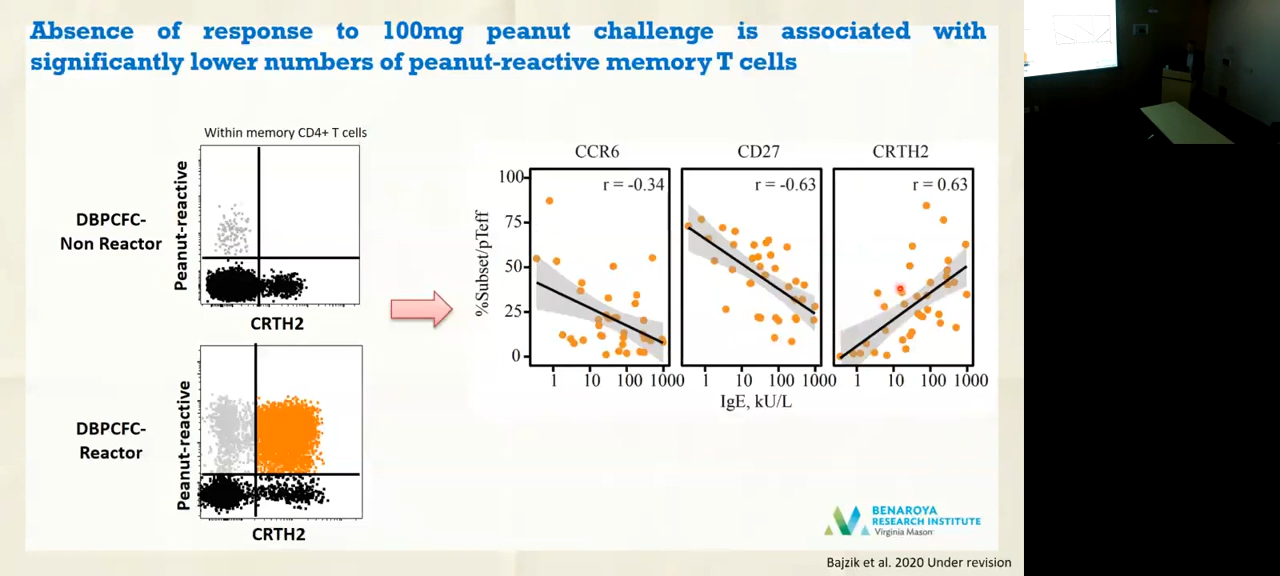 Absence of response to 100mg peanut challenge is associated with
significantly lower numbers of peanut-reactive memory T cells
Within memory CD4+ T cells
DBPCFC-
Non Reactor
Peanut-reactive
CRTH2
DBPCFC-
Reactor
Peanut-reactive
CRTH2
CCR6
CD27
CRTH2
r = -0.34
r = -0.63
r = 0.63
%Subset/pTeff
100
75
50
25
0
1 10 100 1000
1 10 100 1000
1 10 100 1000
IgE, kU/L
BENAROYA
RESEARCH INSTITUTE
Virginia Mason
Bajzik et al. 2020 Under revision